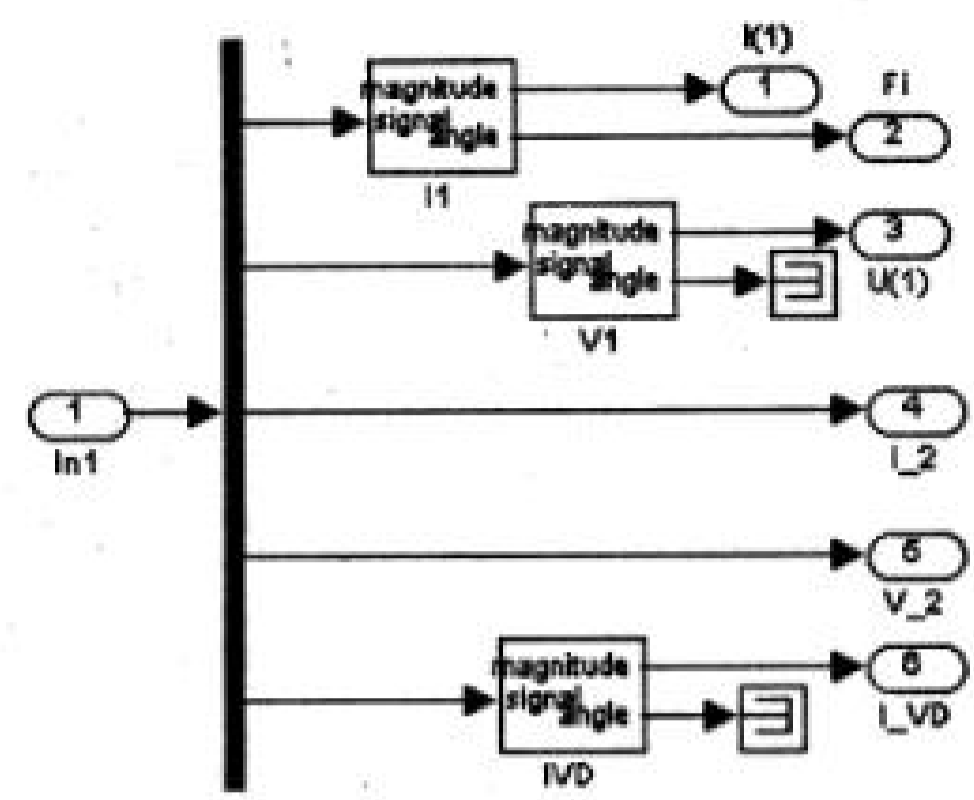 I(1)
1
Fi
magnitude
signal
angle
2
I1
magnitude
signal
angle
3
U(1)
V1
1
In1
4
I_2
5
V_2
magnitude
signal
angle
6
I_VD
IVD